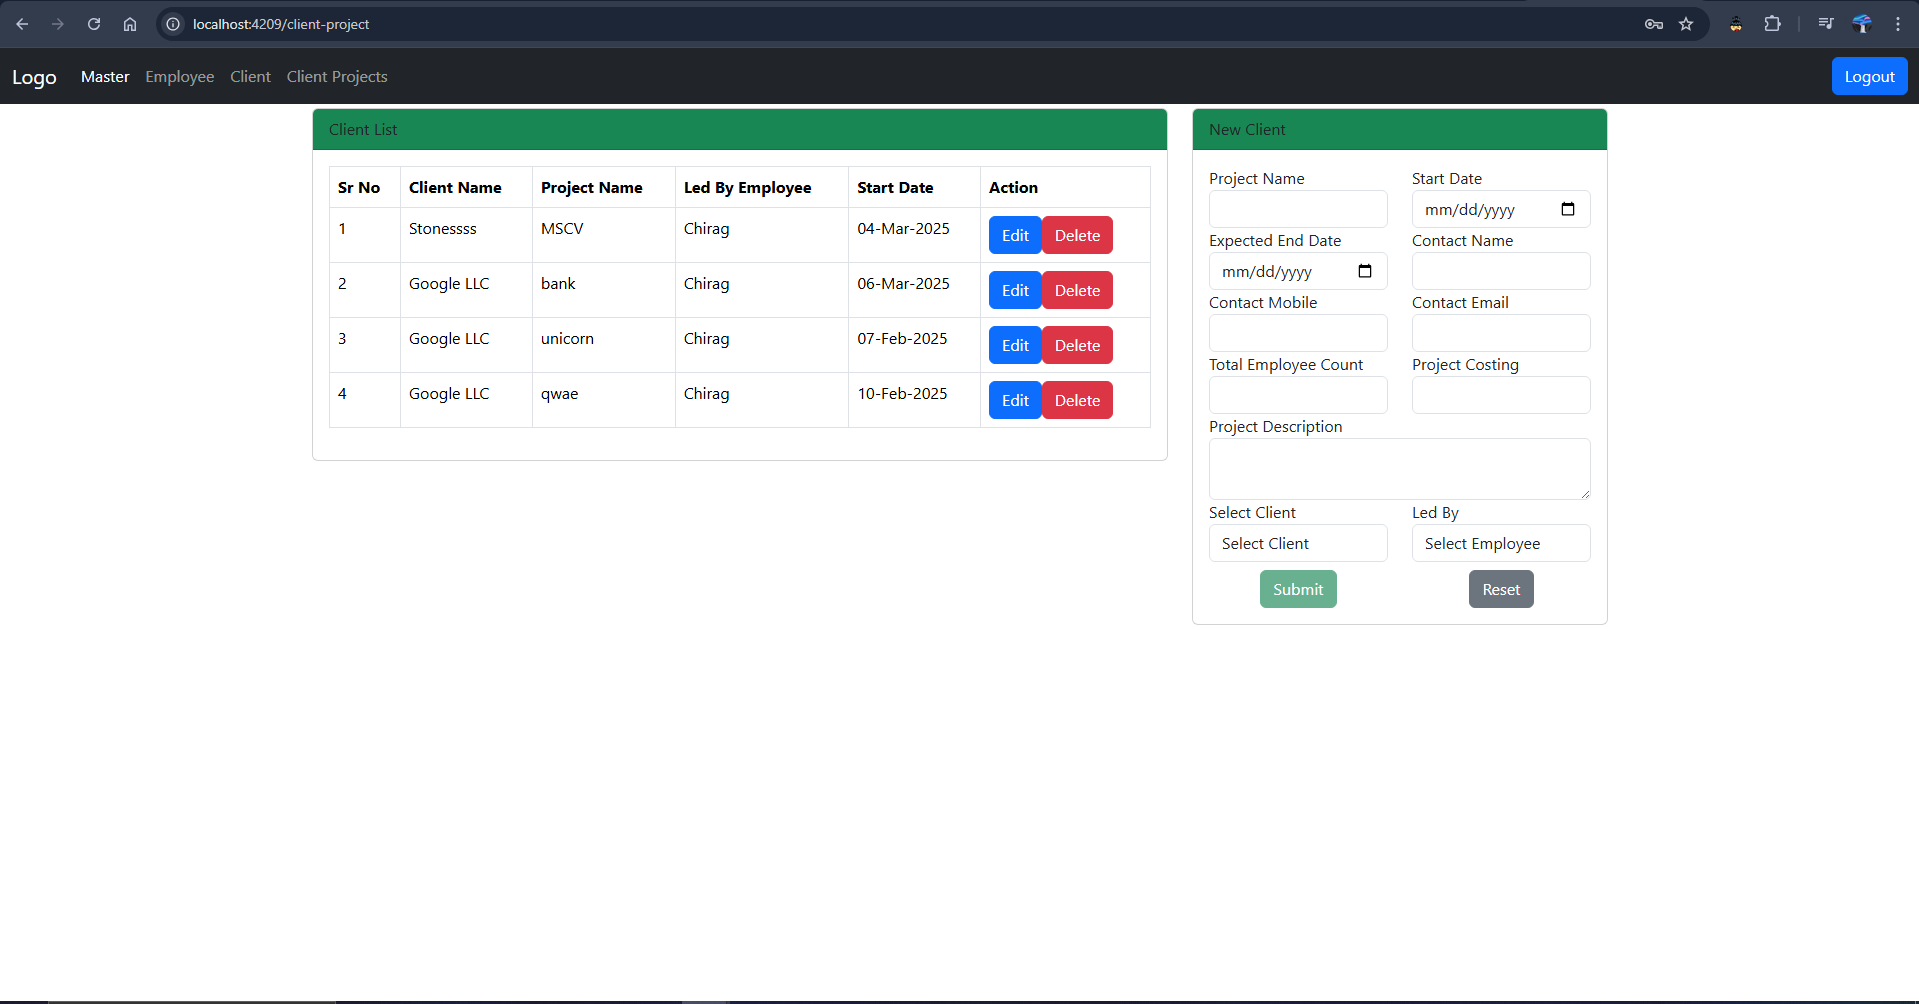 localhost:4209/client-project
Logo Master Employee Client Client Projects Logout
Client List
Sr No Client Name Project Name Led By Employee Start Date Action
1 Stonessss MSCV Chirag 04-Mar-2025 Edit Delete
2 Google LLC bank Chirag 06-Mar-2025 Edit Delete
3 Google LLC unicorn Chirag 07-Feb-2025 Edit Delete
4 Google LLC qwae Chirag 10-Feb-2025 Edit Delete
New Client
Project Name Start Date
mm/dd/yyyy
Expected End Date Contact Name
mm/dd/yyyy
Contact Mobile Contact Email
Total Employee Count Project Costing
Project Description
Select Client Led By
Select Client Select Employee
Submit Reset